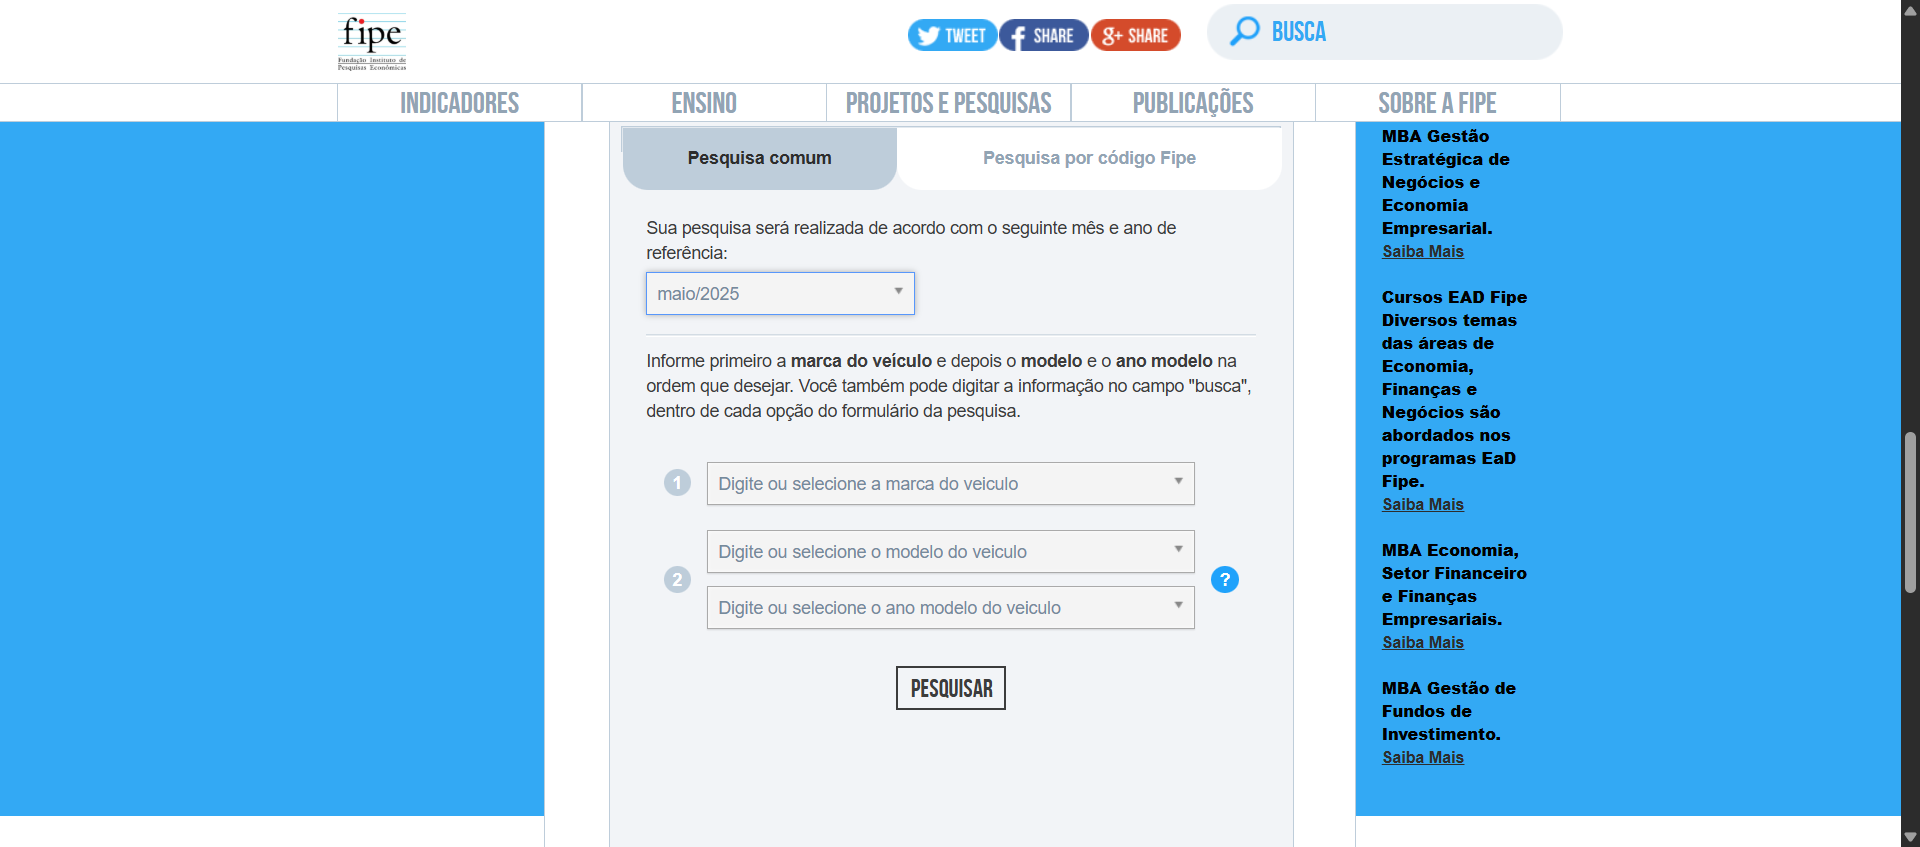 fipe
Fundação Instituto de
Pesquisas Econômicas
TWEET
SHARE
SHARE
BUSCA
INDICADORES
ENSINO
PROJETOS E PESQUISAS
PUBLICAÇÕES
SOBRE A FIPE
Pesquisa comum
Pesquisa por código Fipe
Sua pesquisa será realizada de acordo com o seguinte mês e ano de
referência:
maio/2025
Informe primeiro a marca do veículo e depois o modelo e o ano modelo na
ordem que desejar. Você também pode digitar a informação no campo "busca",
dentro de cada opção do formulário da pesquisa.
1
Digite ou selecione a marca do veiculo
2
Digite ou selecione o modelo do veiculo
Digite ou selecione o ano modelo do veiculo
?
PESQUISAR
MBA Gestão
Estratégica de
Negócios e
Economia
Empresarial.
Saiba Mais
Cursos EAD Fipe
Diversos temas
das áreas de
Economia,
Finanças e
Negócios são
abordados nos
programas EaD
Fipe.
Saiba Mais
MBA Economia,
Setor Financeiro
e Finanças
Empresariais.
Saiba Mais
MBA Gestão de
Fundos de
Investimento.
Saiba Mais